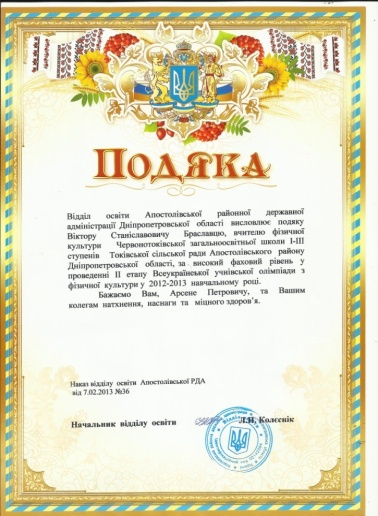 Подяка
Відділ освіти Апостолівської районної державної
адміністрації Дніпропетровської області висловлює подяку
Віктору Станіславовичу Браславцю, вчителю фізичної
культури Червонотоківської загальноосвітньої школи І-ІІІ
ступенів Токівської сільської ради Апостолівського району
Дніпропетровської області, за високий фаховий рівень у
проведенні ІІ етапу Всеукраїнської учнівської олімпіади з
фізичної культури у 2012-2013 навчальному році.
Бажаємо Вам, Арсене Петровичу, та Вашим
колегам натхнення, наснаги та міцного здоров'я.
Наказ відділу освіти Апостолівської РДА
від 7.02.2013 №36
Начальник відділу освіти Л.Н. Колєснік